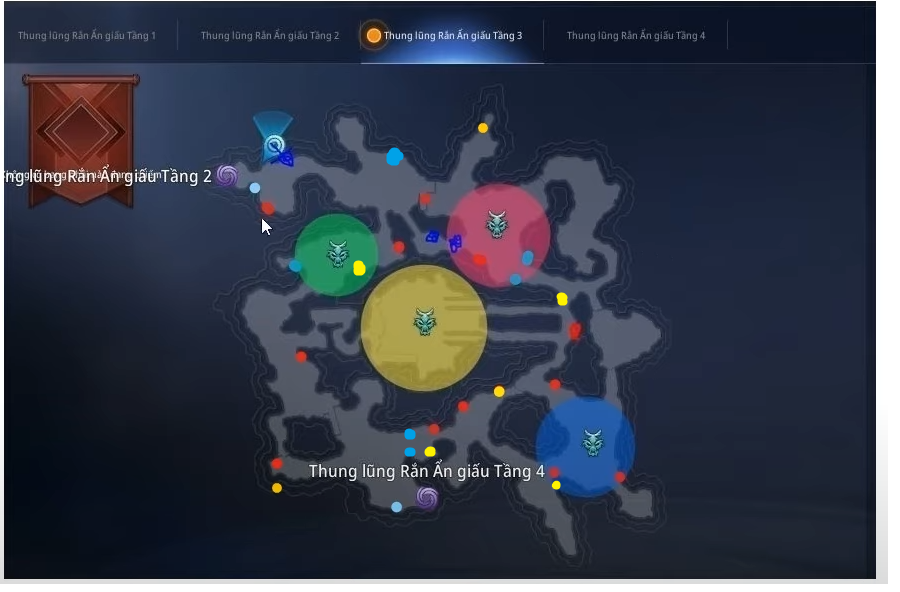 Thung lũng Rắn Ẩn giấu Tầng 1
Thung lũng Rắn Ẩn giấu Tầng 2
Thung lũng Rắn Ẩn giấu Tầng 3
Thung lũng Rắn Ẩn giấu Tầng 4
ng lũng Rắn Ẩn giấu Tầng 2
Thung lũng Rắn Ẩn giấu Tầng 4